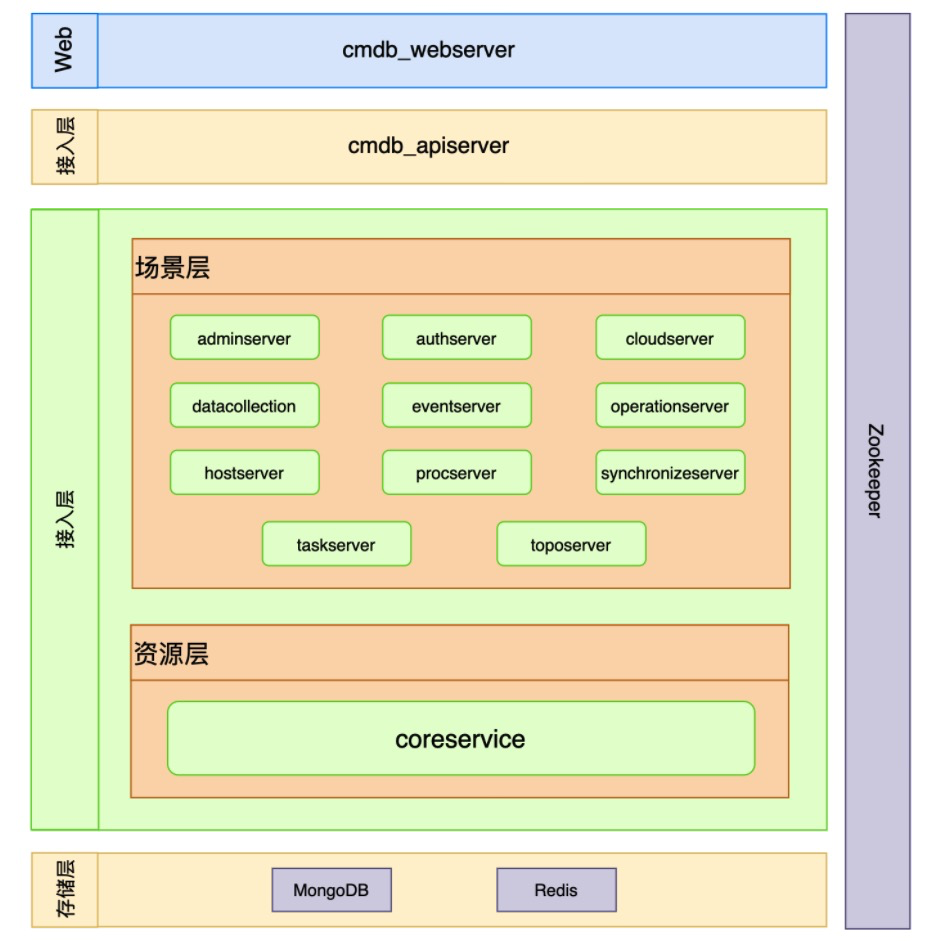 Web
cmdb_webserver
接入层
cmdb_apiserver
接入层
场景层
adminserver
authserver
cloudserver
datacollection
eventserver
operationserver
hostserver
procserver
synchronizeserver
taskserver
toposerver
资源层
coreservice
存储层
MongoDB
Redis
Zookeeper